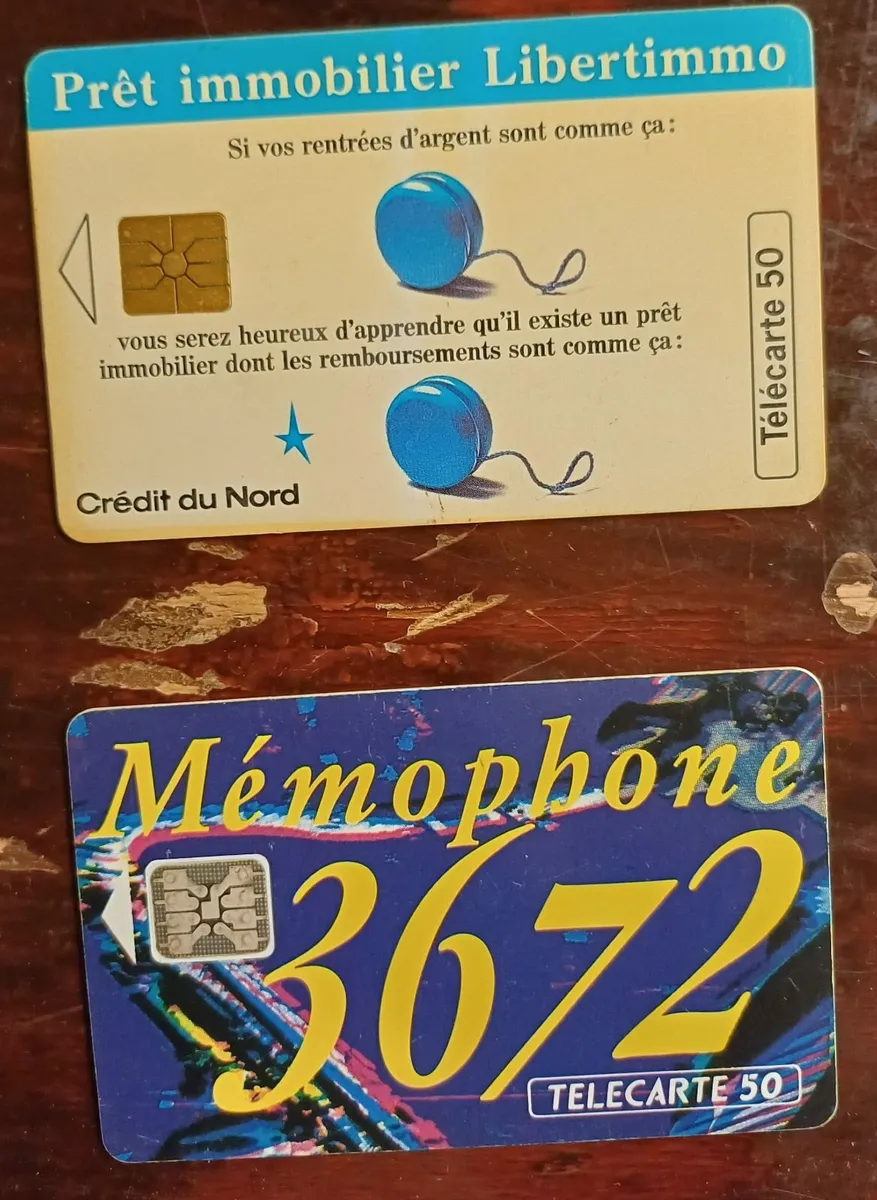 Prêt immobilier Libertimmo
Si vos rentrées d'argent sont comme ça:
vous serez heureux d'apprendre qu'il existe un prêt
immobilier dont les remboursements sont comme ça:
Crédit du Nord
Télécarte 50
Mémophone
3672
TELECARTE 50